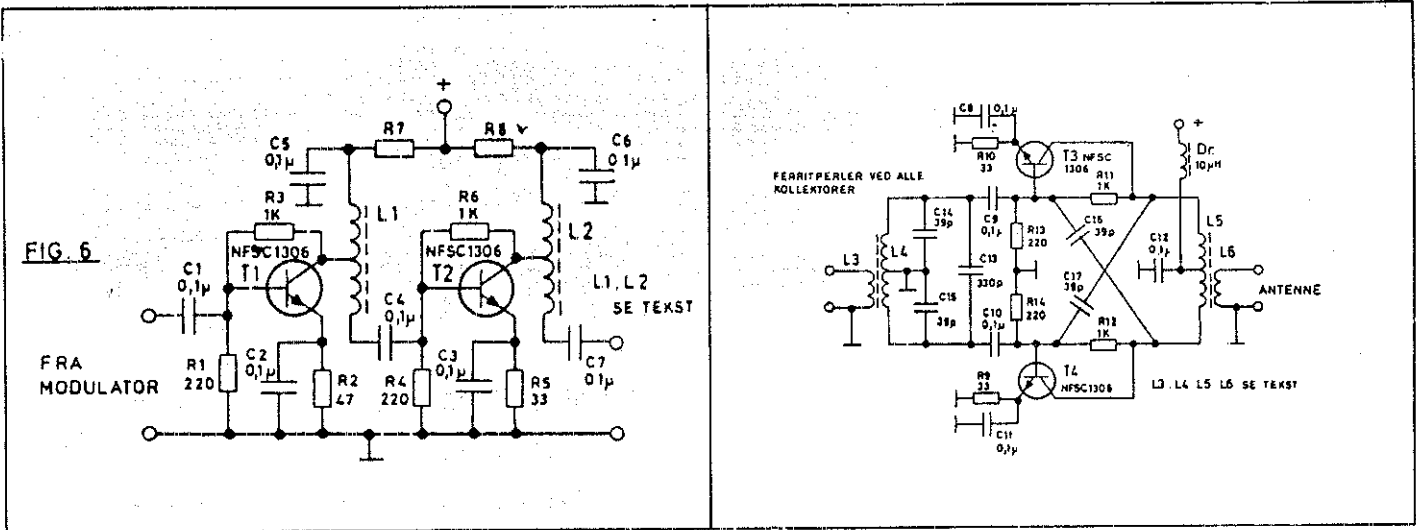 FIG. 6
+
R7
R8
C5
0,1µ
C6
0.1µ
R3
1K
L1
R6
1K
L2
NFSC1306
T1
NFSC1306
T2
C1
0,1µ
C4
0,1µ
L1, L2
SE TEKST
FRA
MODULATOR
R1
220
C2
0,1µ
R2
47
R4
220
C3
0,1µ
R5
33
C7
0.1µ
C8
0,1µ
R10
33
T3 NFSC
1306
+
Dr.
10µH
FERRITPERLER VED ALLE
KOLLEKTORER
R11
1K
C14
39p
C9
0,1µ
R13
220
C16
39p
C12
0,1µ
L5
L6
L3
L4
C13
330p
ANTENNE
C15
39p
C10
0,1µ
R14
220
C17
39p
R12
1K
T4
NFSC1306
R9
33
C11
0,1µ
L3, L4 L5 L6 SE TEKST